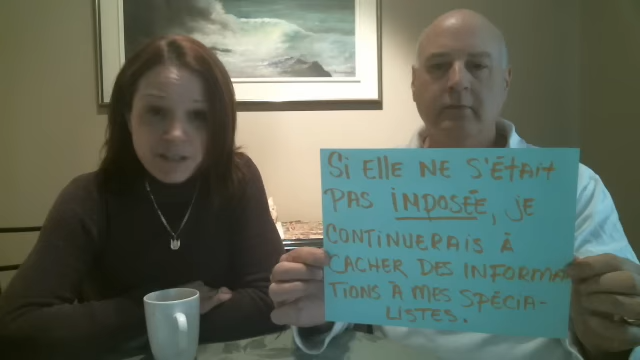 Si ELLE NE S'ÉTAIT
PAS IMPOSÉE, JE
CONTINUERAIS À
CACHER DES INFORMA
TIONS À MES SPÉCIA-
LISTES.